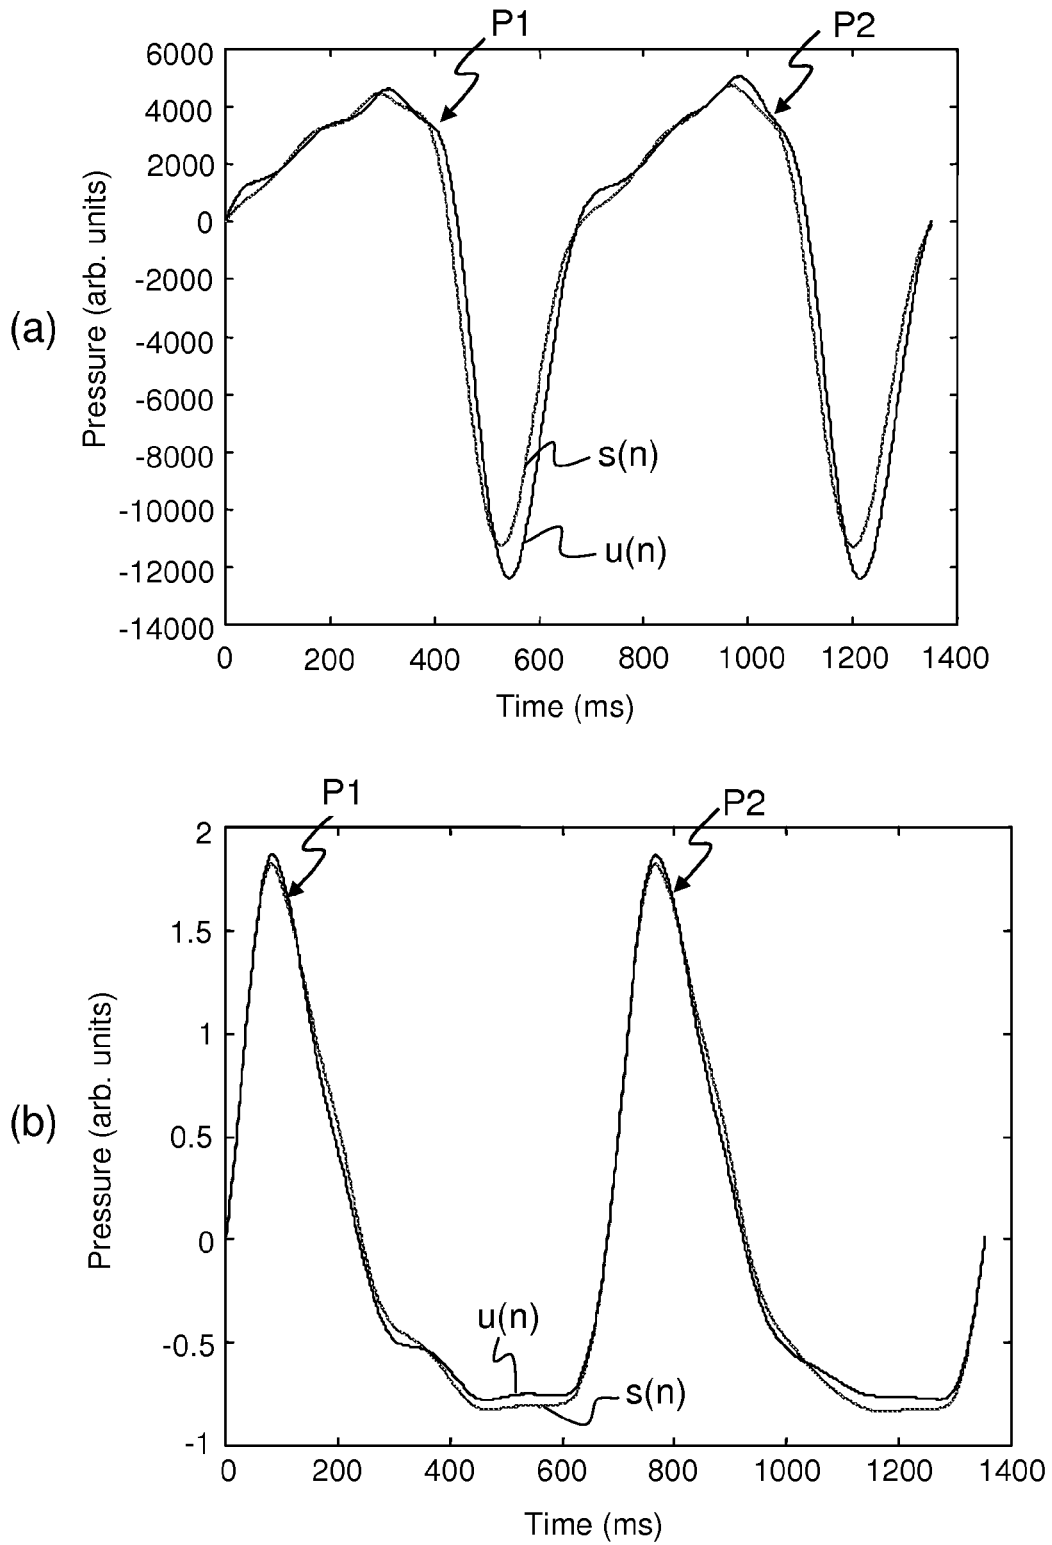 P1
P2
6000
4000
2000
0
-2000
-4000
-6000
-8000
-10000
-12000
-14000
Pressure (arb. units)
(a)
s(n)
u(n)
0 200 400 600 800 1000 1200 1400
Time (ms)
P1
P2
2
1.5
1
0.5
0
-0.5
-1
Pressure (arb. units)
(b)
u(n)
s(n)
0 200 400 600 800 1000 1200 1400
Time (ms)